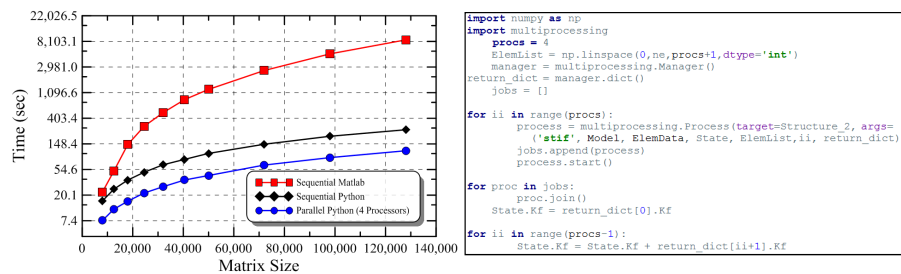 22,026.5
8,103.1
2,981.0
1,096.6
403.4
148.4
54.6
20.1
7.4
Time (sec)
Sequential Matlab
Sequential Python
Parallel Python (4 Processors)
0 20,000 40,000 60,000 80,000 100,000 120,000 140,000
Matrix Size
import numpy as np
import multiprocessing
procs = 4
ElemList = np.linspace(0,ne,procs+1,dtype='int')
manager = multiprocessing.Manager()
return_dict = manager.dict()
jobs = []
for ii in range(procs):
process = multiprocessing.Process(target=Structure_2, args=
('stif', Model, ElemData, State, ElemList,ii, return_dict)
jobs.append(process)
process.start()
for proc in jobs:
proc.join()
State.Kf = return_dict[0].Kf
for ii in range(procs-1):
State.Kf = State.Kf + return_dict[ii+1].Kf